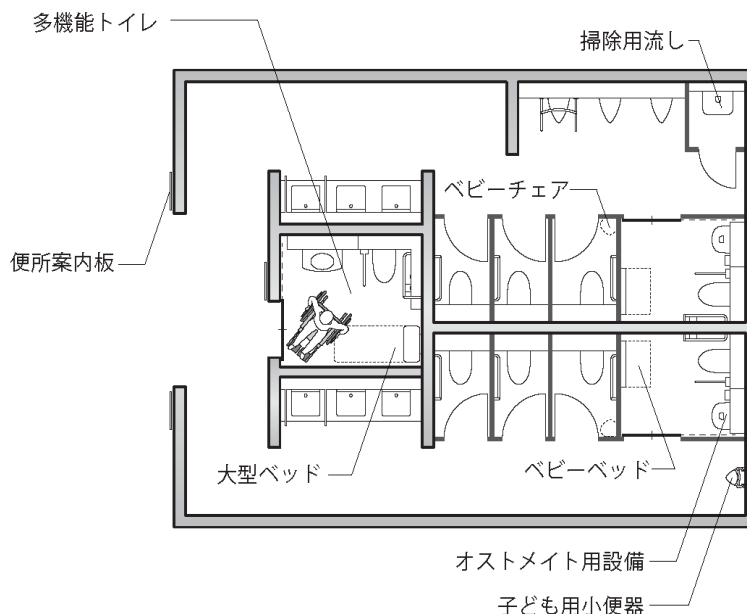 多機能トイレ
掃除用流し
ベビーチェア
便所案内板
大型ベッド
ベビーベッド
オストメイト用設備
子ども用小便器